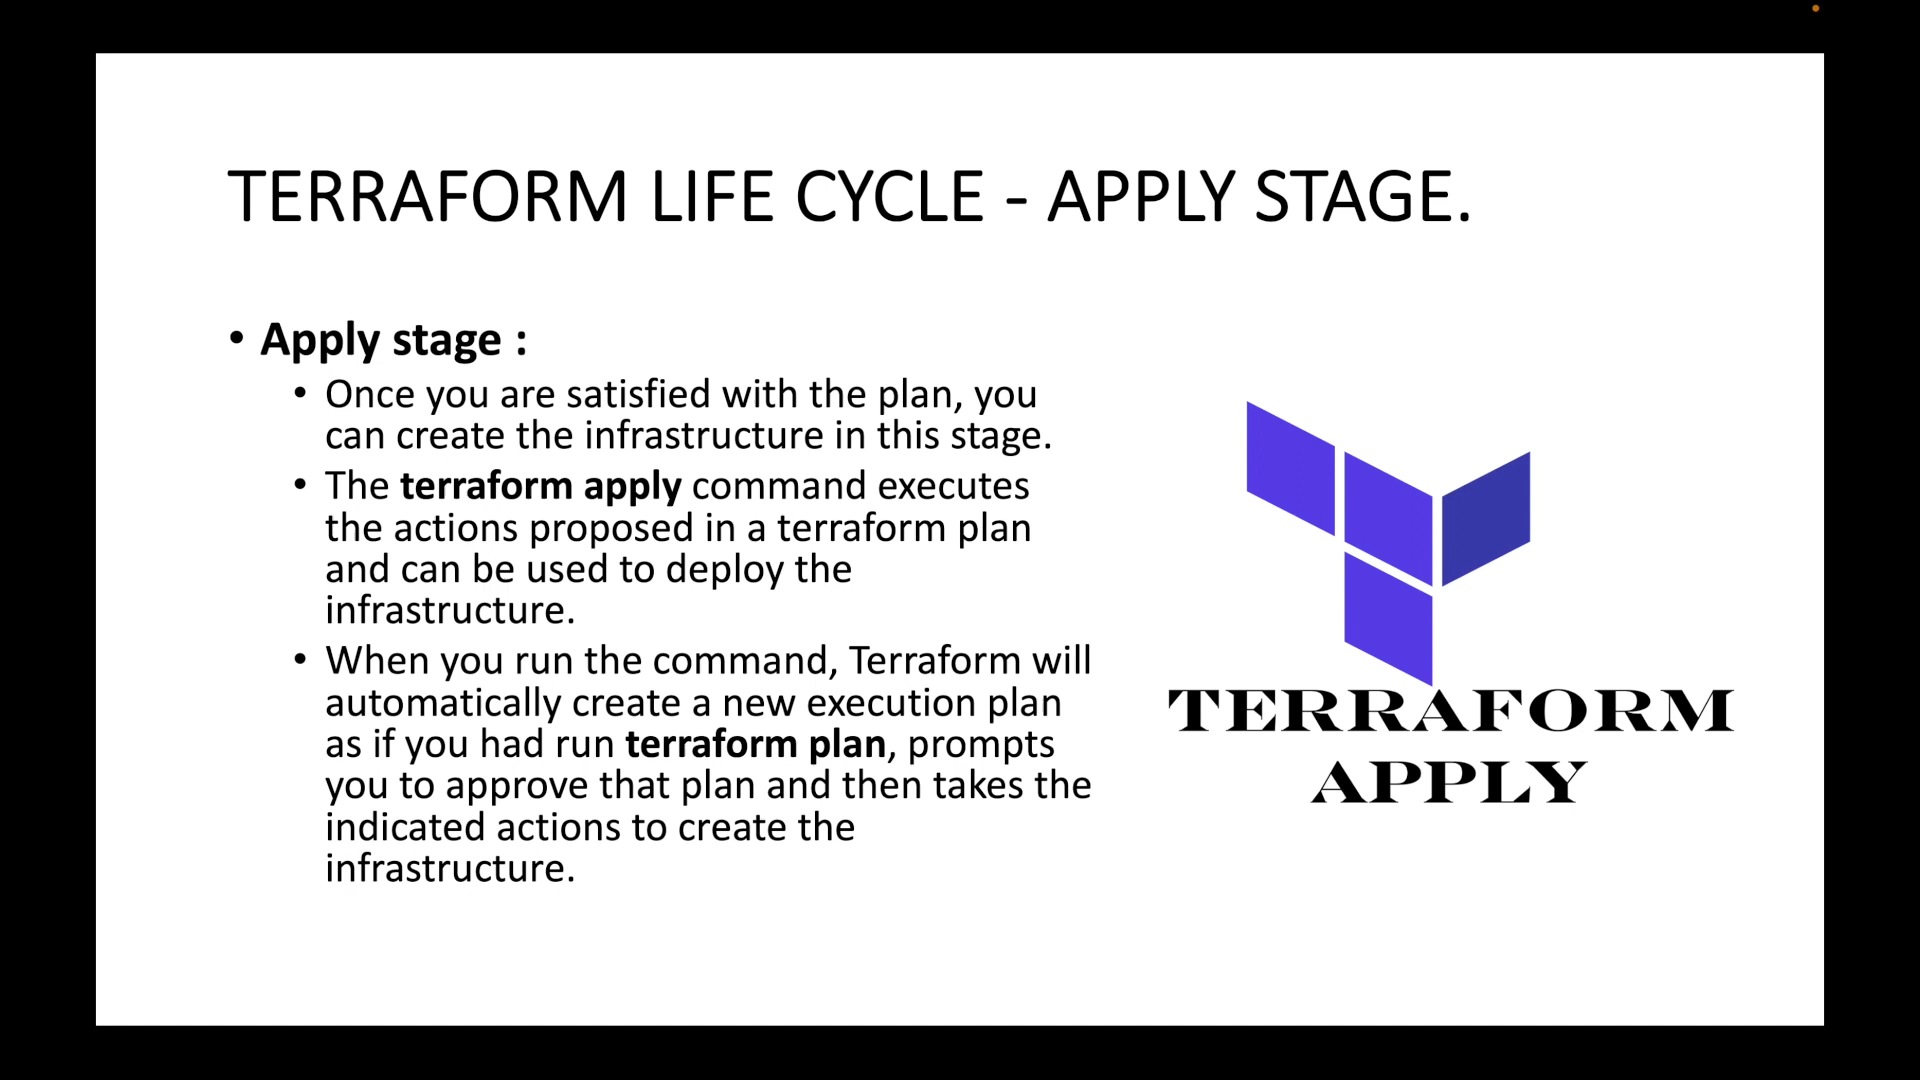 TERRAFORM LIFE CYCLE - APPLY STAGE.
• Apply stage :
• Once you are satisfied with the plan, you
can create the infrastructure in this stage.
• The terraform apply command executes
the actions proposed in a terraform plan
and can be used to deploy the
infrastructure.
• When you run the command, Terraform will
automatically create a new execution plan
as if you had run terraform plan, prompts
you to approve that plan and then takes the
indicated actions to create the
infrastructure.
TERRAFORM
APPLY